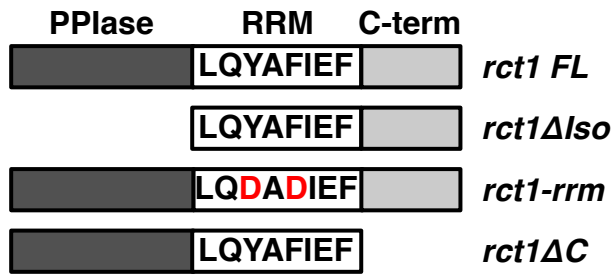 PPIase RRM C-term
LQYAFIEF rct1 FL
LQYAFIEF rct1ΔIso
LQDADIEF rct1-rrm
LQYAFIEF rct1ΔC